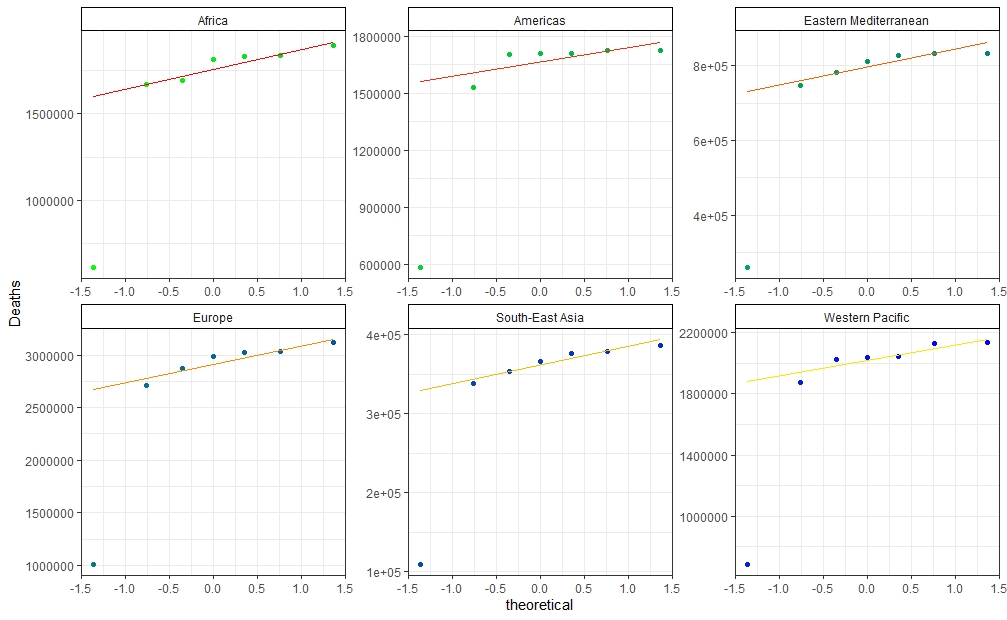 Africa
Americas
Eastern Mediterranean
1500000
1000000
1800000
1500000
1200000
900000
600000
8e+05
6e+05
4e+05
-1.5 -1.0 -0.5 0.0 0.5 1.0 1.5
-1.5 -1.0 -0.5 0.0 0.5 1.0 1.5
-1.5 -1.0 -0.5 0.0 0.5 1.0 1.5
Deaths
Europe
South-East Asia
Western Pacific
3000000
2500000
2000000
1500000
1000000
4e+05
3e+05
2e+05
1e+05
2200000
1800000
1400000
1000000
-1.5 -1.0 -0.5 0.0 0.5 1.0 1.5
-1.5 -1.0 -0.5 0.0 0.5 1.0 1.5
-1.5 -1.0 -0.5 0.0 0.5 1.0 1.5
theoretical